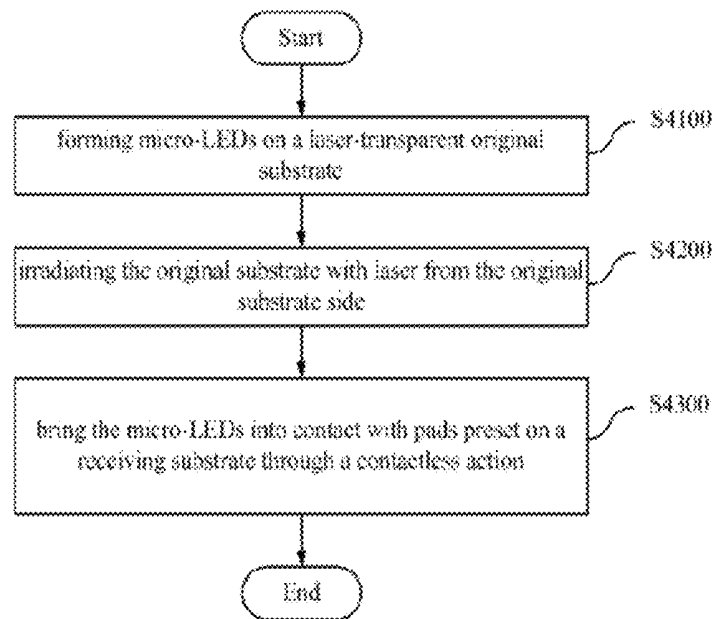 Start
forming micro-LEDs on a laser-transparent original
substrate
S4100
irradiating the original substrate with laser from the original
substrate side
S4200
bring the micro-LEDs into contact with pads preset on a
receiving substrate through a contactless action
S4300
End